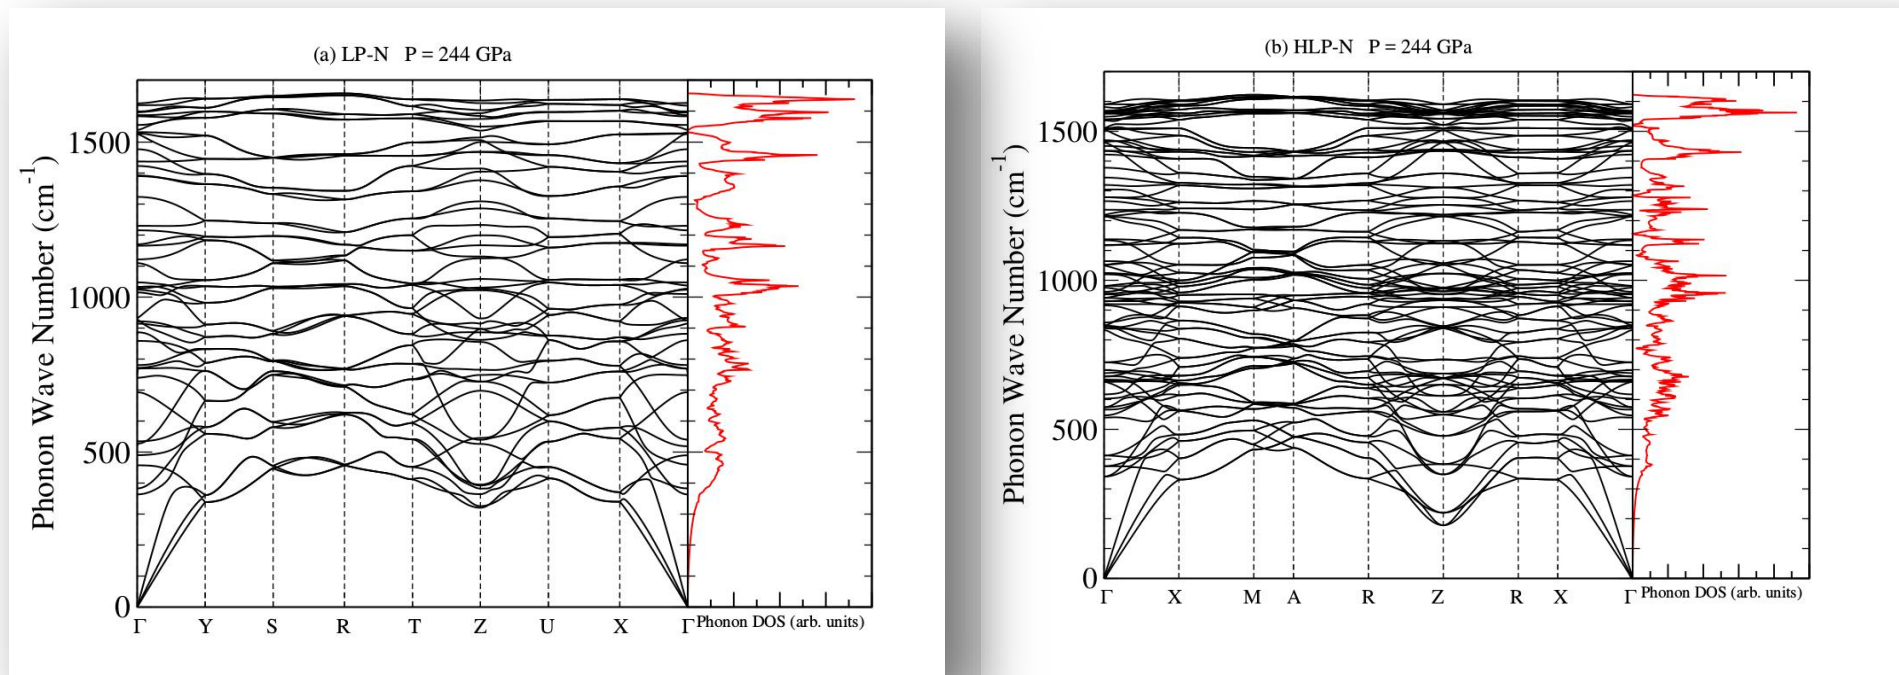 (a) LP-N P = 244 GPa
Phonon Wave Number (cm-1)
1500
1000
500
0
Γ Y S R T Z U X Γ Phonon DOS (arb. units)
(b) HLP-N P = 244 GPa
Phonon Wave Number (cm-1)
1500
1000
500
0
Γ X M A R Z R X Γ Phonon DOS (arb. units)